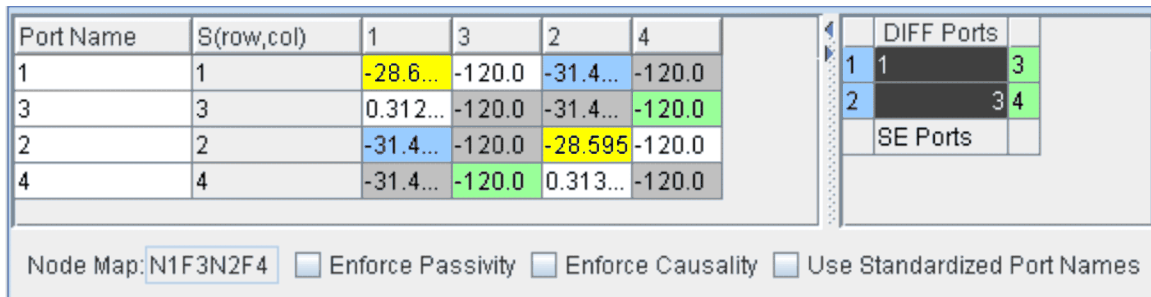 Port Name S(row,col) 1 3 2 4
1 1 -28.6... -120.0 -31.4... -120.0
3 3 0.312... -120.0 -31.4... -120.0
2 2 -31.4... -120.0 -28.595 -120.0
4 4 -31.4... -120.0 0.313... -120.0
DIFF Ports
1 1 3
2 3 4
SE Ports
Node Map: N1F3N2F4 Enforce Passivity Enforce Causality Use Standardized Port Names